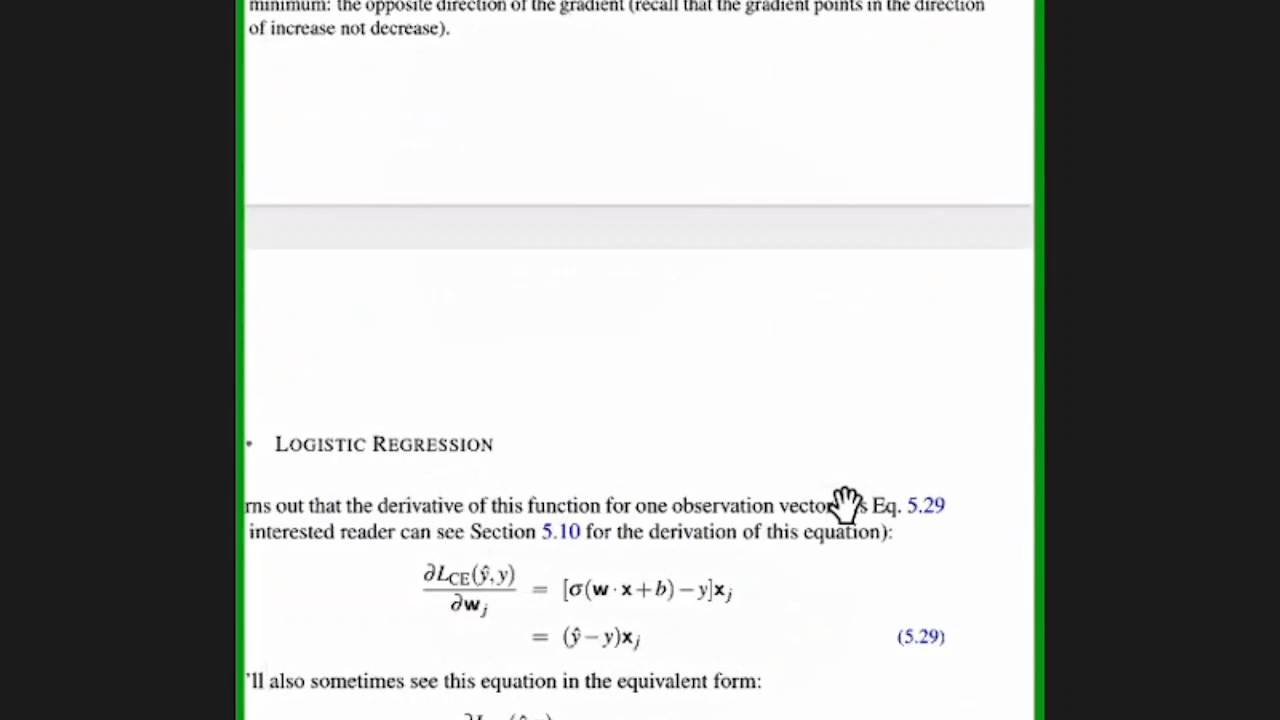 minimum: the opposite direction of the gradient (recall that the gradient points in the direction
of increase not decrease).
• LOGISTIC REGRESSION
rns out that the derivative of this function for one observation vector s Eq. 5.29
interested reader can see Section 5.10 for the derivation of this equation):
∂L_CE(ŷ,y)/∂w_j = [σ(w · x + b) − y]x_j
= (ŷ − y)x_j (5.29)
'll also sometimes see this equation in the equivalent form: